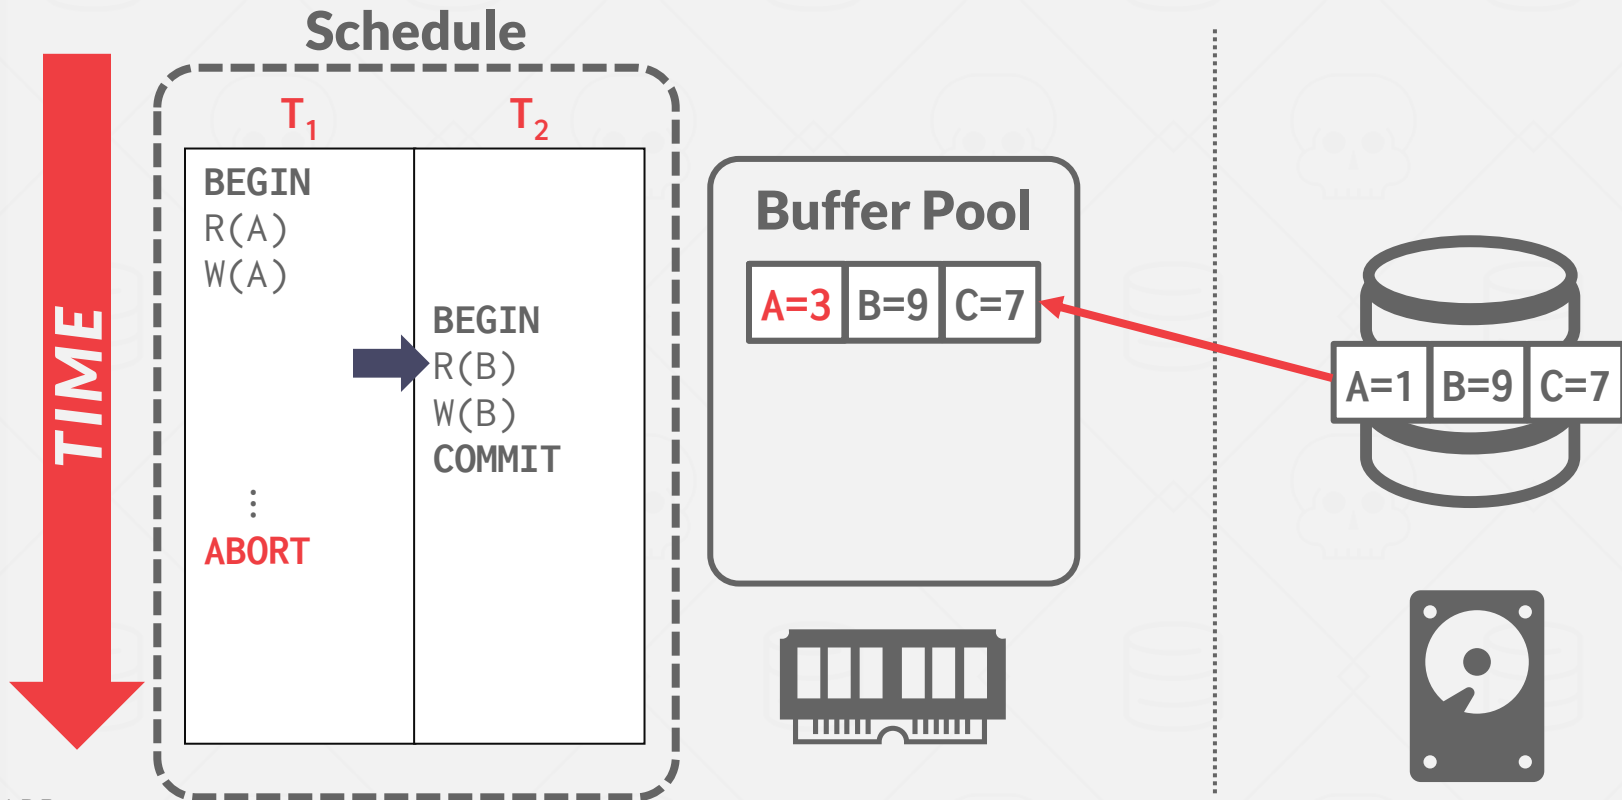 Schedule
TIME
T1
T2
BEGIN
R(A)
W(A)
⋮
ABORT
BEGIN
R(B)
W(B)
COMMIT
Buffer Pool
A=3 B=9 C=7
A=1 B=9 C=7